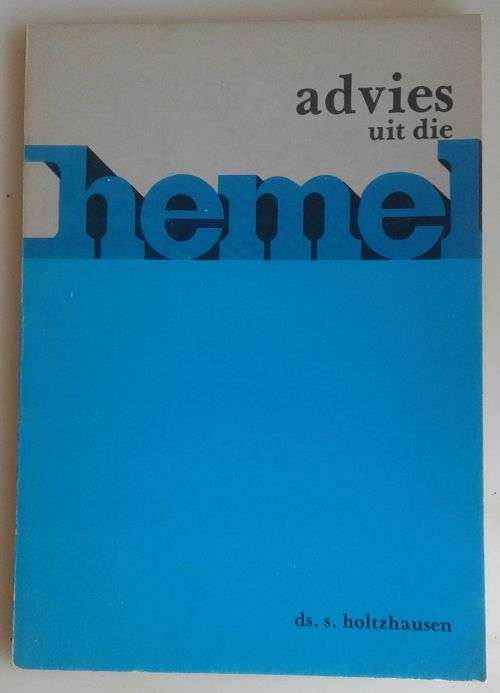 advies
uit die
hemel
ds. s. holtzhausen